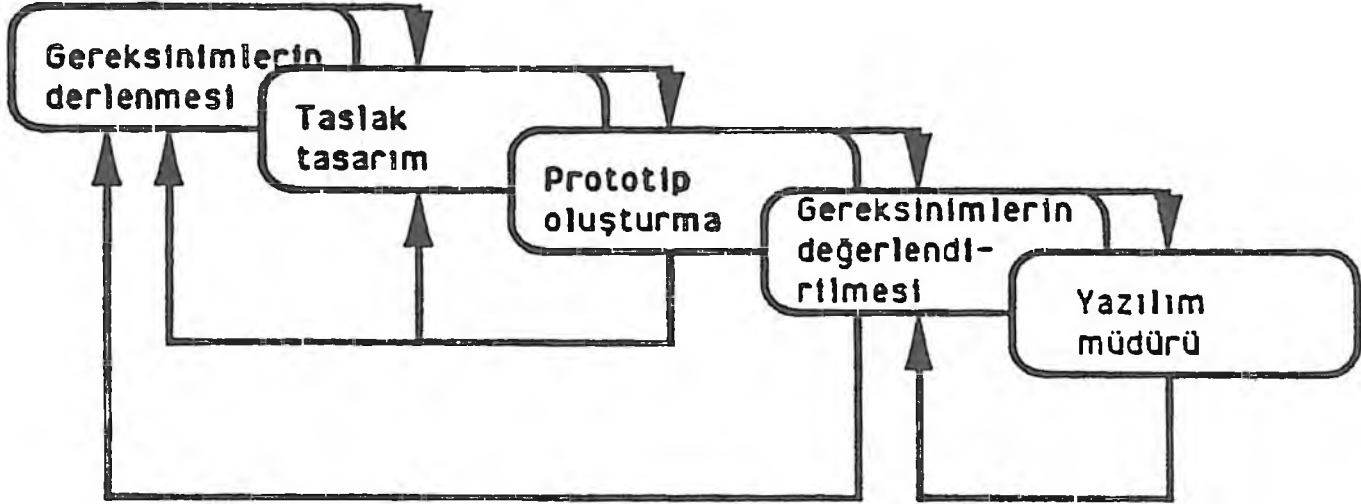 Gereksinimlerin
derlenmesi
Taslak
tasarım
Prototip
oluşturma
Gereksinimlerin
değerlendi-
rilmesi
Yazılım
müdürü